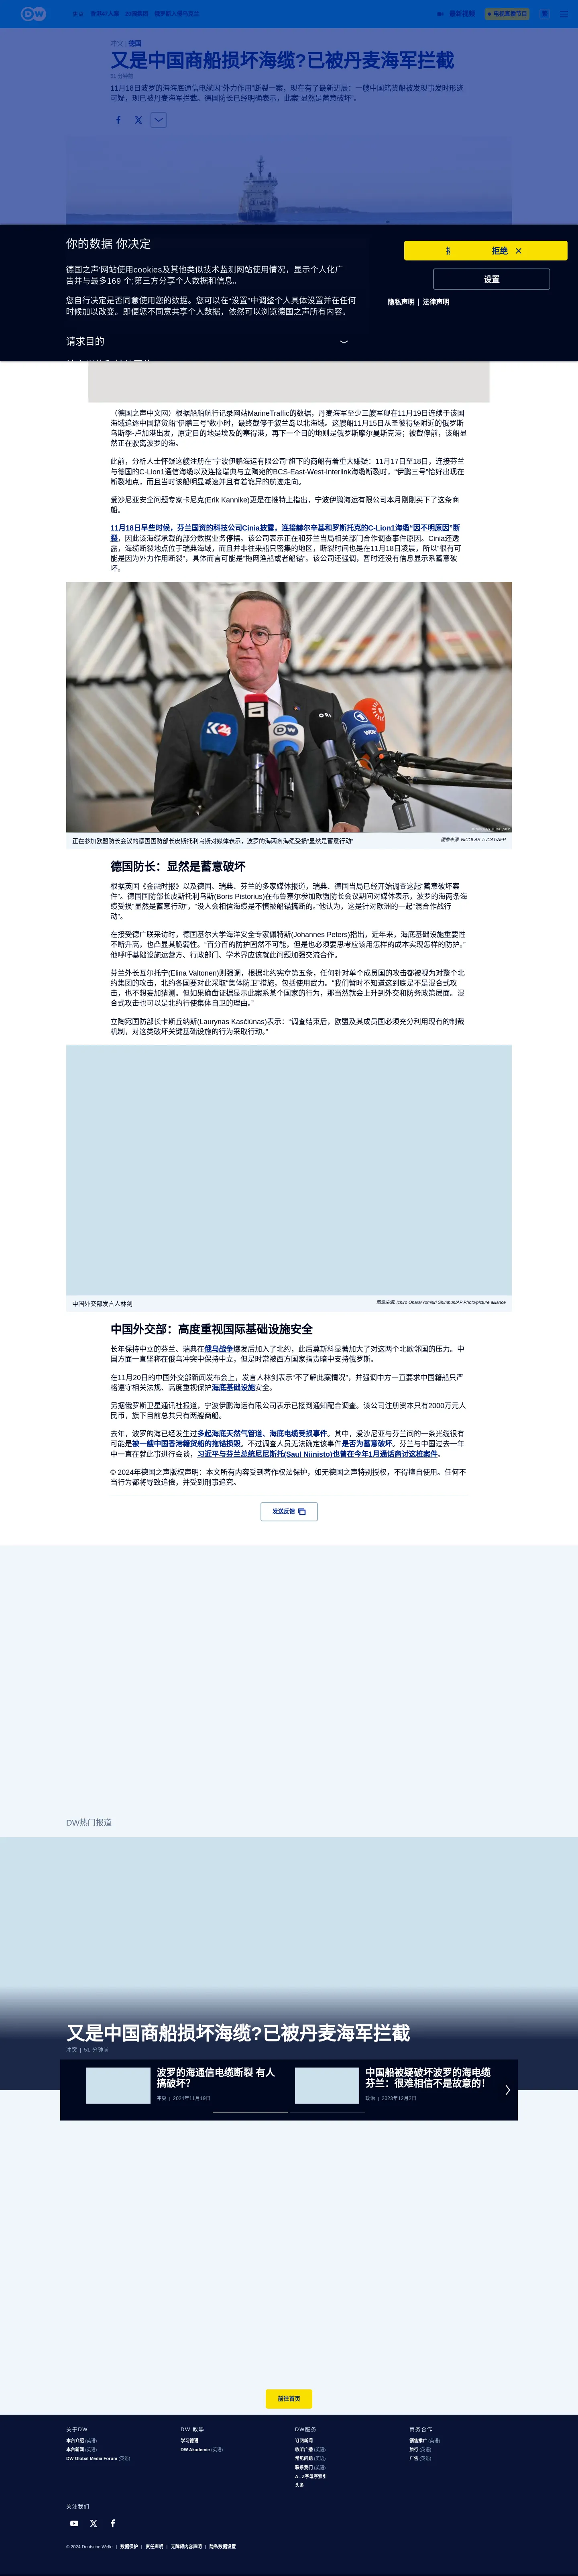 DW
最新视频
电视直播节目
冲突 | 德国
又是中国商船损坏海缆?已被丹麦海军拦截
51 分钟前
11月18日波罗的海海底通信电缆因“外力作用”断裂一案，现在有了最新进展：一艘中国籍货船被发现事发时形迹
可疑，现已被丹麦海军拦截。德国防长已经明确表示，此案“显然是蓄意破坏”。
你的数据 你决定
德国之声'网站使用cookies及其他类似技术监测网站使用情况，显示个人化广
告并与最多169 个;第三方分享个人数据和信息。
您自行决定是否同意使用您的数据。您可以在“设置”中调整个人具体设置并在任何
时候加以改变。即便您不同意共享个人数据，依然可以浏览德国之声所有内容。
请求目的
拒绝
设置
隐私声明 | 法律声明
（德国之声中文网）根据船舶航行记录网站MarineTraffic的数据，丹麦海军至少三艘军舰在11月19日连续于该国
海域追逐中国籍货船“伊鹏三号”数小时，最终截停于叙兰岛以北海域。这艘船11月15日从圣彼得堡附近的俄罗斯
乌斯季-卢加港出发，原定目的地是埃及的塞得港，再下一个目的地则是俄罗斯摩尔曼斯克港；被截停前，该船显
然正在驶离波罗的海。
此前，分析人士怀疑这艘注册在“宁波伊鹏海运有限公司”旗下的商船有着重大嫌疑：11月17日至18日，连接芬兰
与德国的C-Lion1通信海缆以及连接瑞典与立陶宛的BCS-East-West-Interlink海缆断裂时，“伊鹏三号”恰好出现在
断裂地点，而且当时该船明显减速并且有着诡异的航迹走向。
爱沙尼亚安全问题专家卡尼克(Erik Kannike)更是在推特上指出，宁波伊鹏海运有限公司本月刚刚买下了这条商
船。
11月18日早些时候，芬兰国资的科技公司Cinia披露，连接赫尔辛基和罗斯托克的C-Lion1海缆“因不明原因”断
裂，因此该海缆承载的部分数据业务停摆。该公司表示正在和芬兰当局相关部门合作调查事件原因。Cinia还透
露，海缆断裂地点位于瑞典海域，而且并非往来船只密集的地区，断裂时间也是在11月18日凌晨，所以“很有可
能是因为外力作用断裂”，具体而言可能是“拖网渔船或者船锚”。该公司还强调，暂时还没有信息显示系蓄意破
坏。
K24
DW
WDR
正在参加欧盟防长会议的德国国防部长皮斯托利乌斯对媒体表示，波罗的海两条海缆受损“显然是蓄意行动”
图像来源: NICOLAS TUCAT/AFP
德国防长：显然是蓄意破坏
根据英国《金融时报》以及德国、瑞典、芬兰的多家媒体报道，瑞典、德国当局已经开始调查这起“蓄意破坏案
件”。德国国防部长皮斯托利乌斯(Boris Pistorius)在布鲁塞尔参加欧盟防长会议期间对媒体表示，波罗的海两条海
缆受损“显然是蓄意行动”，“没人会相信海缆是不慎被船锚搞断的。”他认为，这是针对欧洲的一起“混合作战行
动”。
在接受德广联采访时，德国基尔大学海洋安全专家佩特斯(Johannes Peters)指出，近年来，海底基础设施重要性
不断升高，也凸显其脆弱性。“百分百的防护固然不可能，但是也必须要思考应该用怎样的成本实现怎样的防护。”
他呼吁基础设施运营方、行政部门、学术界应该就此问题加强交流合作。
芬兰外长瓦尔托宁(Elina Valtonen)则强调，根据北约宪章第五条，任何针对单个成员国的攻击都被视为对整个北
约集团的攻击，北约各国要对此采取“集体防卫”措施，包括使用武力。“我们暂时不知道这到底是不是混合式攻
击，也不想妄加猜测。但如果确凿证据显示此案系某个国家的行为，那当然就会上升到外交和防务政策层面。混
合式攻击也可以是北约行使集体自卫的理由。”
立陶宛国防部长卡斯丘纳斯(Laurynas Kasčiūnas)表示：“调查结束后，欧盟及其成员国必须充分利用现有的制裁
机制，对这类破坏关键基础设施的行为采取行动。”
中国外交部发言人林剑
图像来源: Ichiro Ohara/Yomiuri Shimbun/AP Photo/picture alliance
中国外交部：高度重视国际基础设施安全
长年保持中立的芬兰、瑞典在俄乌战争爆发后加入了北约，此后莫斯科显著加大了对这两个北欧邻国的压力。中
国方面一直坚称在俄乌冲突中保持中立，但是时常被西方国家指责暗中支持俄罗斯。
在11月20日的中国外交部新闻发布会上，发言人林剑表示“不了解此案情况”，并强调中方一直要求中国籍船只严
格遵守相关法规、高度重视保护海底基础设施安全。
另据俄罗斯卫星通讯社报道，宁波伊鹏海运有限公司表示已接到通知配合调查。该公司注册资本只有2000万元人
民币，旗下目前总共只有两艘商船。
去年，波罗的海已经发生过多起海底天然气管道、海底电缆受损事件。其中，爱沙尼亚与芬兰间的一条光缆很有
可能是被一艘中国香港籍货船的拖锚损毁。不过调查人员无法确定该事件是否为蓄意破坏。芬兰与中国过去一年
中一直在就此事进行会谈，习近平与芬兰总统尼尼斯托(Saul Niinisto)也曾在今年1月通话商讨这桩案件。
© 2024年德国之声版权声明：本文所有内容受到著作权法保护，如无德国之声特别授权，不得擅自使用。任何不
当行为都将导致追偿，并受到刑事追究。
发送反馈
DW热门报道
又是中国商船损坏海缆?已被丹麦海军拦截
冲突 | 51 分钟前
波罗的海通信电缆断裂 有人
搞破坏？
冲突 | 2024年11月19日
中国船被疑破坏波罗的海电缆
芬兰：很难相信不是故意的！
政治 | 2023年12月2日
前往首页
关于DW
本台介绍 (英语)
本台新闻 (英语)
DW Global Media Forum (英语)
DW 教學
学习德语
DW Akademie (英语)
DW服务
订阅新闻
收听广播 (英语)
常见问题 (英语)
联系我们 (英语)
A - Z字母序索引
头条
商务合作
销售推广 (英语)
旅行 (英语)
广告 (英语)
关注我们
© 2024 Deutsche Welle | 数据保护 | 责任声明 | 无障碍内容声明 | 隐私数据设置